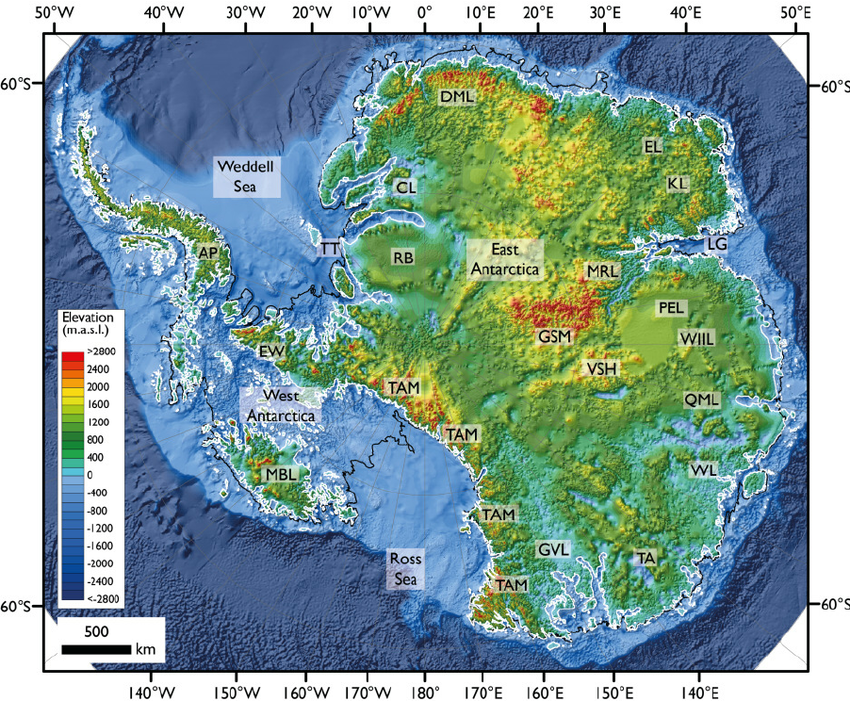 50°W 40°W 30°W 20°W 10°W 0° 10°E 20°E 30°E 40°E 50°E
60°S 60°S
DML
EL
Weddell
Sea
CL
KL
AP
TT
RB
East
Antarctica
LG
MRL
Elevation
(m.a.s.l.)
>2800
2400
2000
1600
1200
800
400
0
-400
-800
-1200
-1600
-2000
-2400
<-2800
PEL
GSM
WIIL
EW
VSH
TAM
West
Antarctica
QML
TAM
MBL
WL
TAM
Ross
Sea
GVL
TA
TAM
60°S 60°S
500
km
140°W 150°W 160°W 170°W 180° 170°E 160°E 150°E 140°E